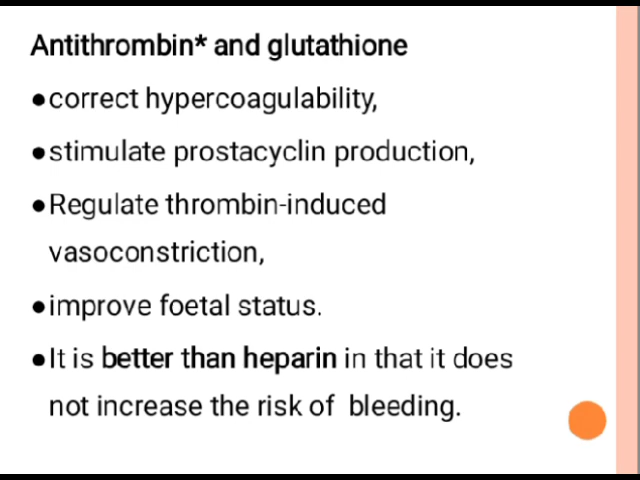 Antithrombin* and glutathione
●correct hypercoagulability,
●stimulate prostacyclin production,
●Regulate thrombin-induced
vasoconstriction,
●improve foetal status.
●It is better than heparin in that it does
not increase the risk of bleeding.